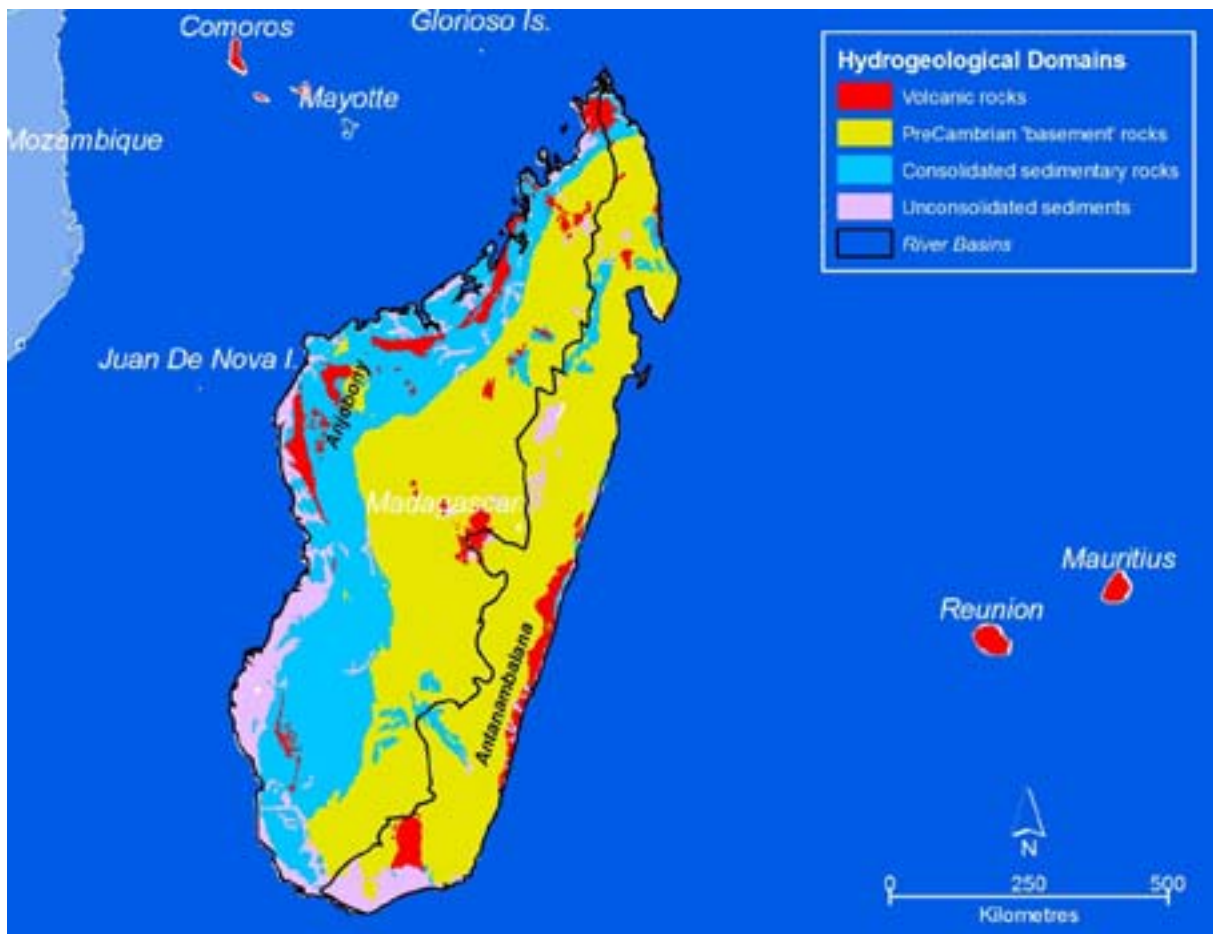 Comoros
Glorioso Is.
Mayotte
Mozambique
Hydrogeological Domains
Volcanic rocks
PreCambrian 'basement' rocks
Consolidated sedimentary rocks
Unconsolidated sediments
River Basins
Juan De Nova I.
Anjobony
Madagascar
Mauritius
Reunion
Antanambalana
N
0 250 500
Kilometres